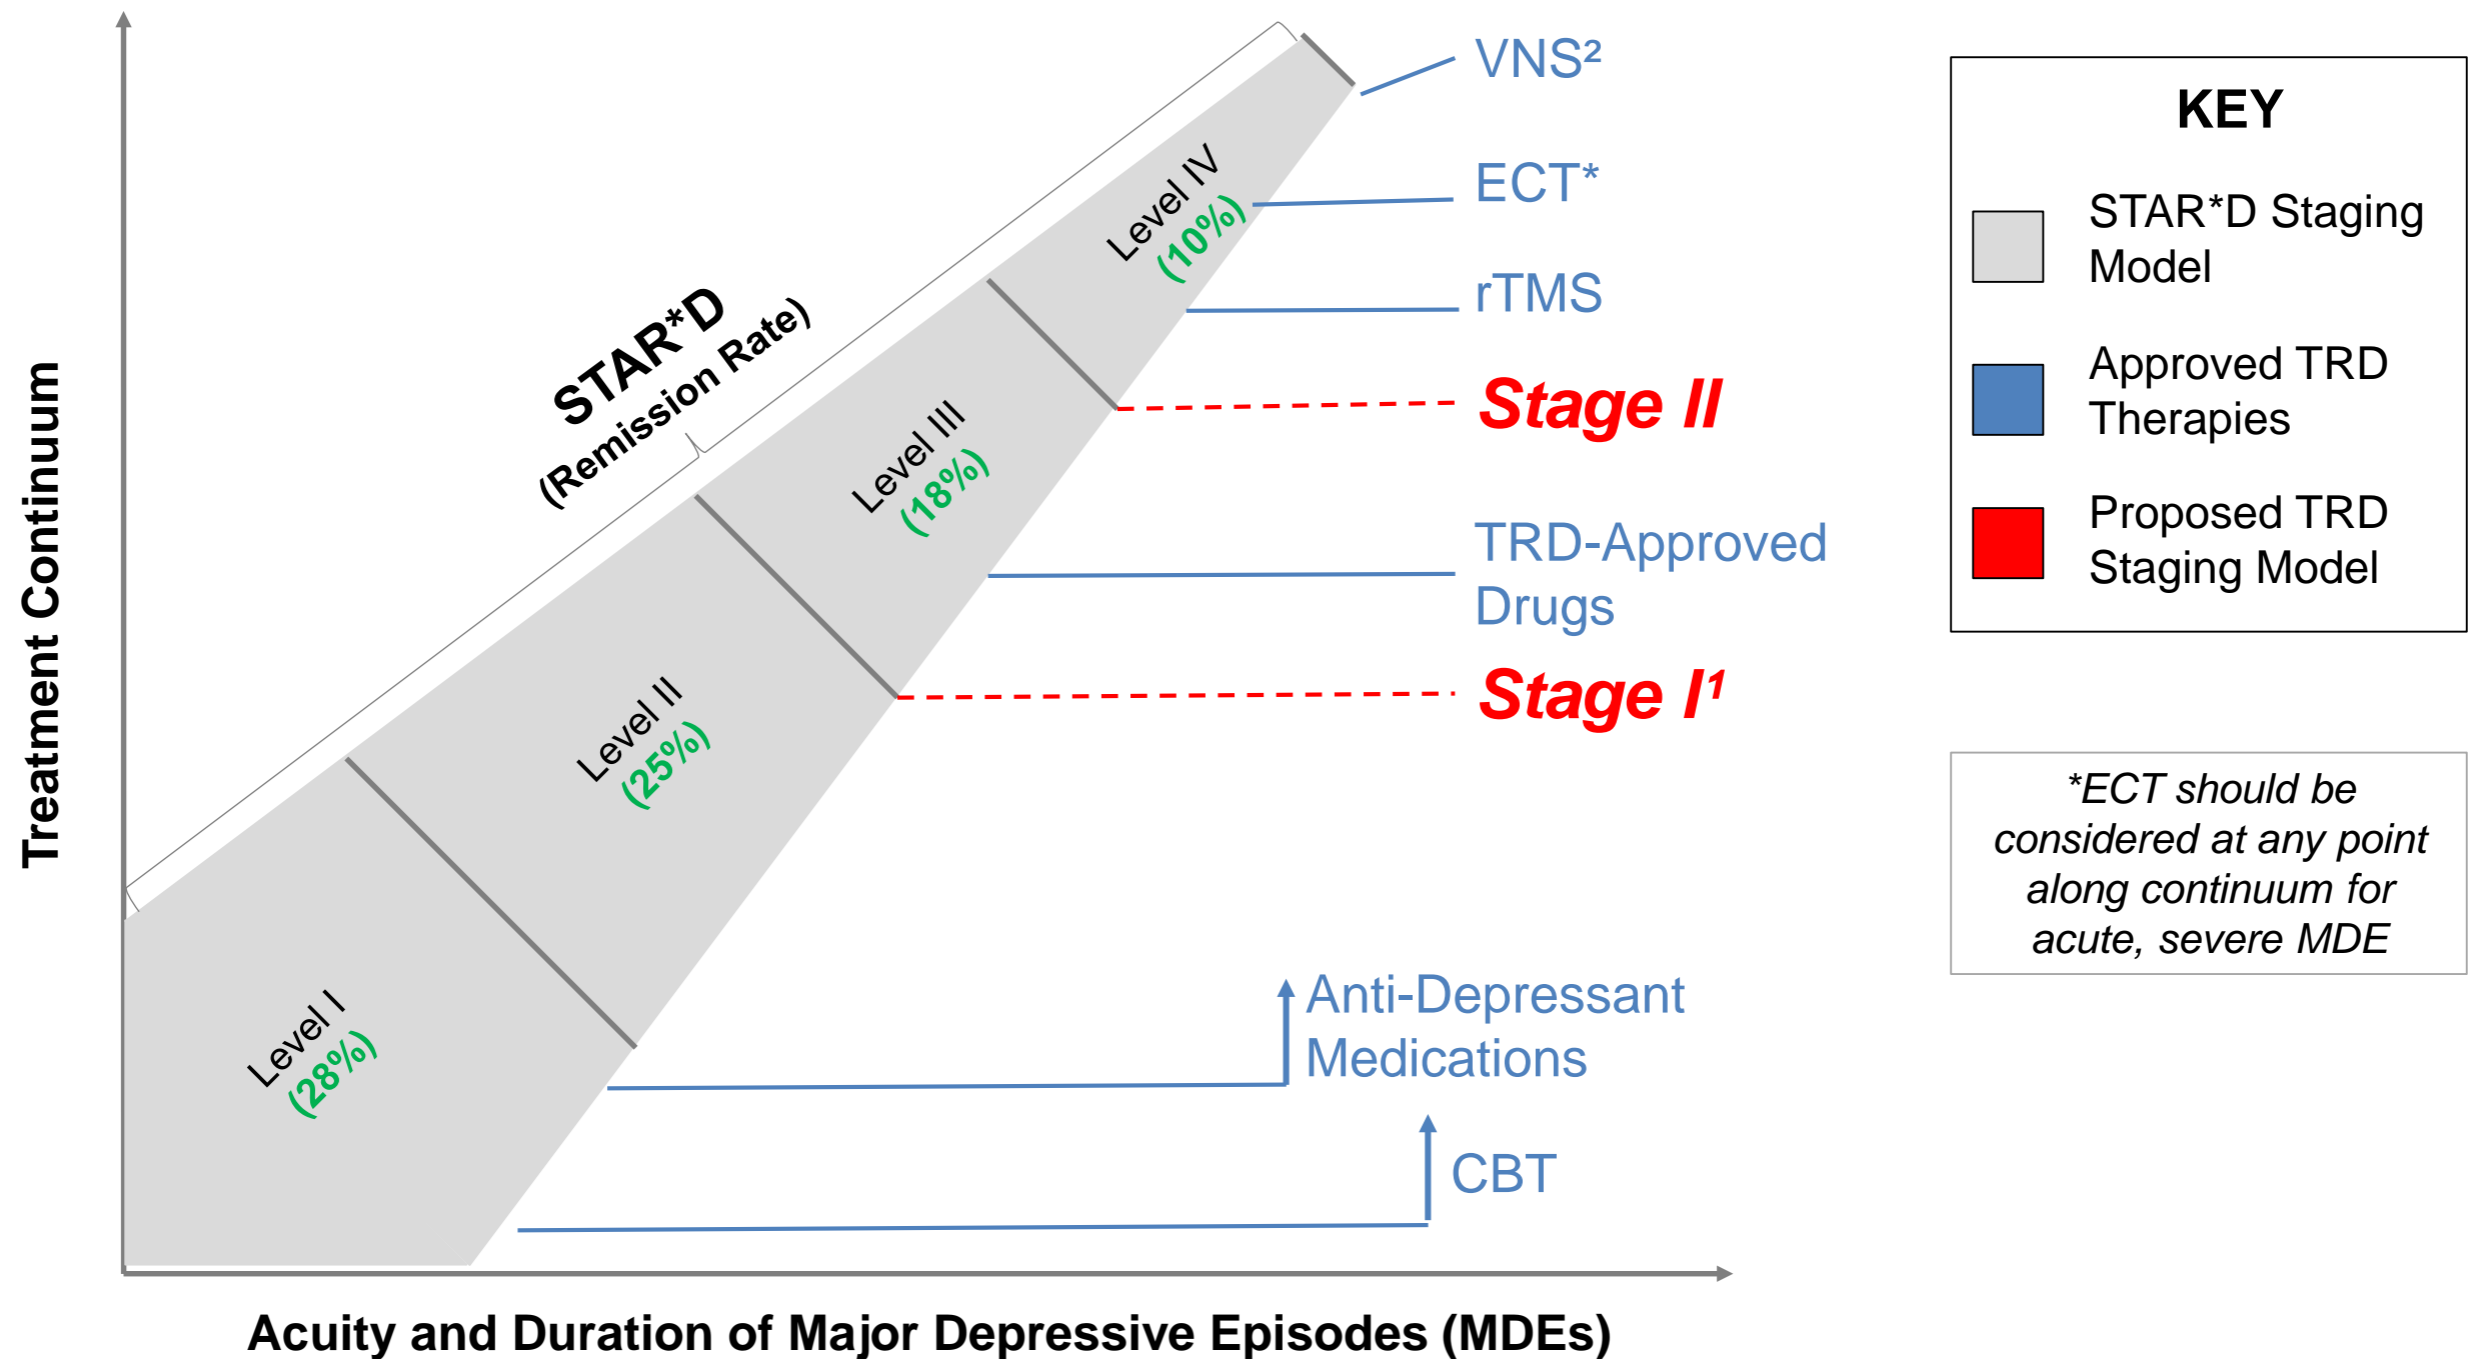 Treatment Continuum
STAR*D
(Remission Rate)
Level I
(28%)
Level II
(25%)
Level III
(18%)
Level IV
(10%)
VNS²
ECT*
rTMS
Stage II
TRD-Approved
Drugs
Stage I¹
Anti-Depressant
Medications
CBT
Acuity and Duration of Major Depressive Episodes (MDEs)
KEY
STAR*D Staging
Model
Approved TRD
Therapies
Proposed TRD
Staging Model
*ECT should be
considered at any point
along continuum for
acute, severe MDE